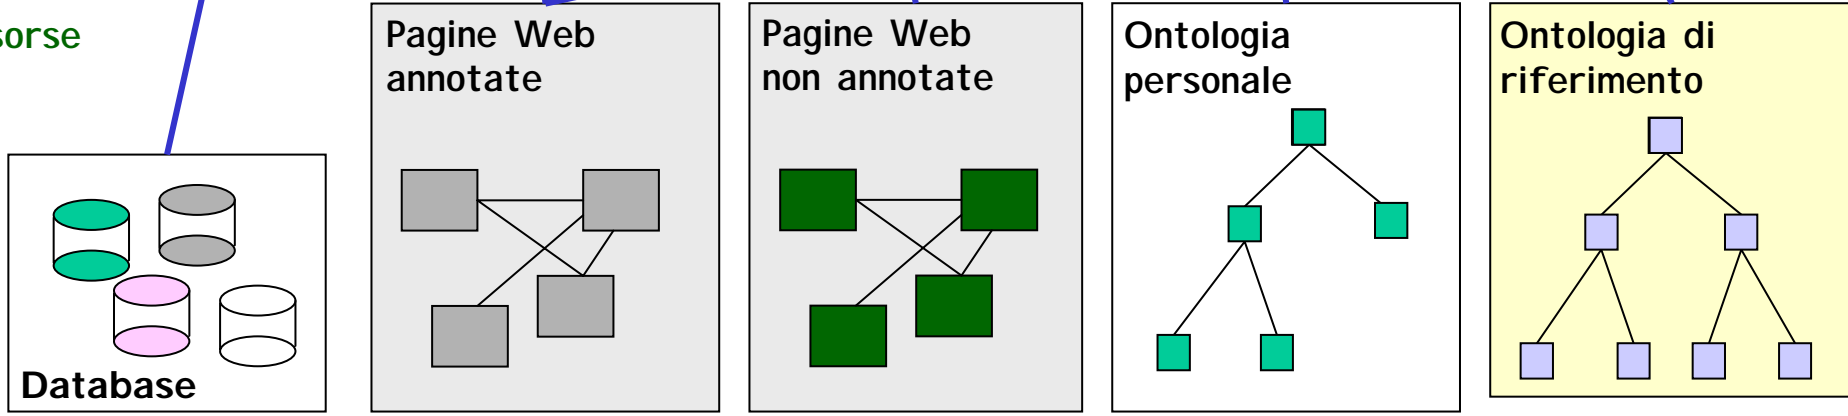 sorse
Pagine Web
annotate
Pagine Web
non annotate
Ontologia
personale
Ontologia di
riferimento
Database